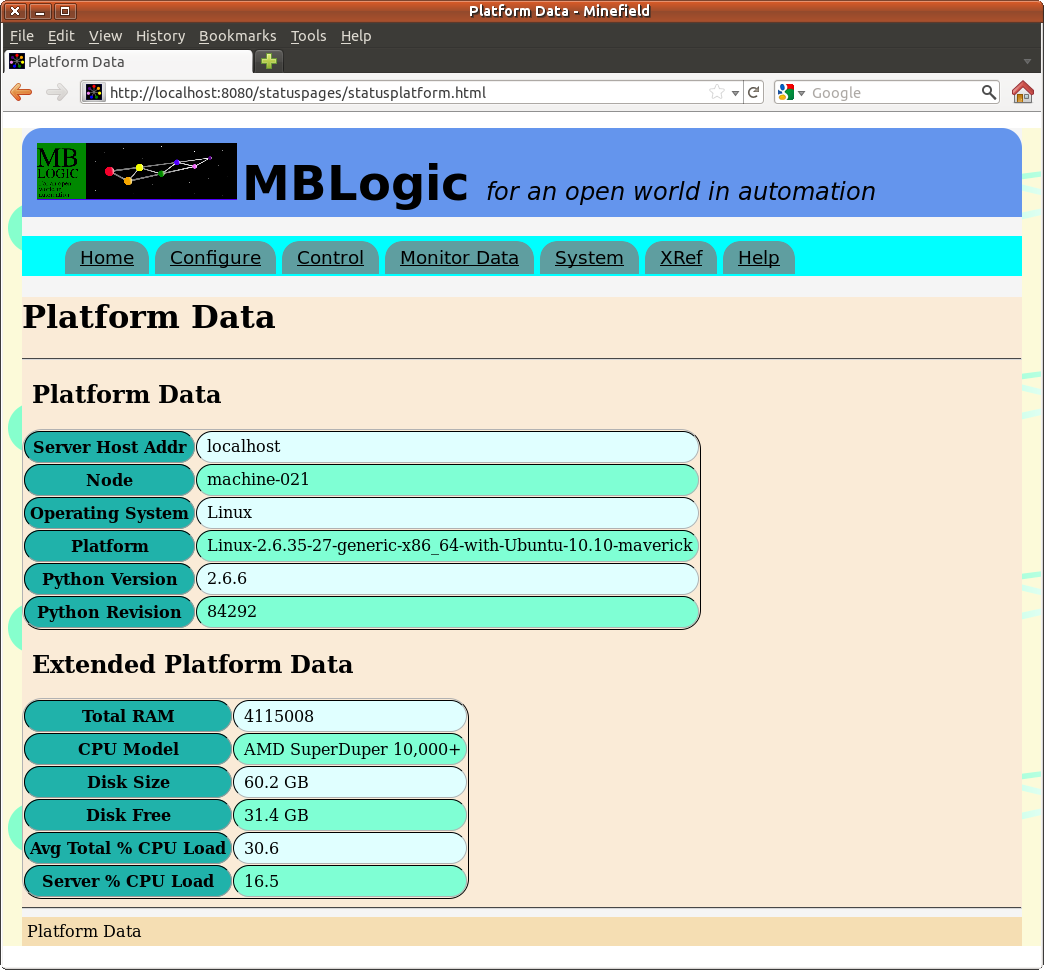 Platform Data - Minefield
File Edit View History Bookmarks Tools Help
Platform Data
http://localhost:8080/statuspages/statusplatform.html Google
MB
LOGIC
MBLogic for an open world in automation
Home Configure Control Monitor Data System XRef Help
Platform Data
Platform Data
Server Host Addr localhost
Node machine-021
Operating System Linux
Platform Linux-2.6.35-27-generic-x86_64-with-Ubuntu-10.10-maverick
Python Version 2.6.6
Python Revision 84292
Extended Platform Data
Total RAM 4115008
CPU Model AMD SuperDuper 10,000+
Disk Size 60.2 GB
Disk Free 31.4 GB
Avg Total % CPU Load 30.6
Server % CPU Load 16.5
Platform Data